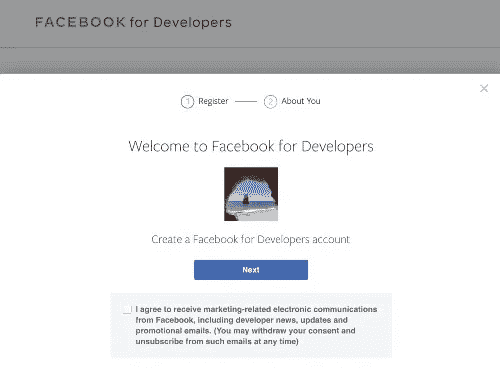 FACEBOOK for Developers
1 Register 2 About You
Welcome to Facebook for Developers
Create a Facebook for Developers account
Next
I agree to receive marketing-related electronic communications
from Facebook, including developer news, updates and
promotional emails. (You may withdraw your consent and
unsubscribe from such emails at any time)